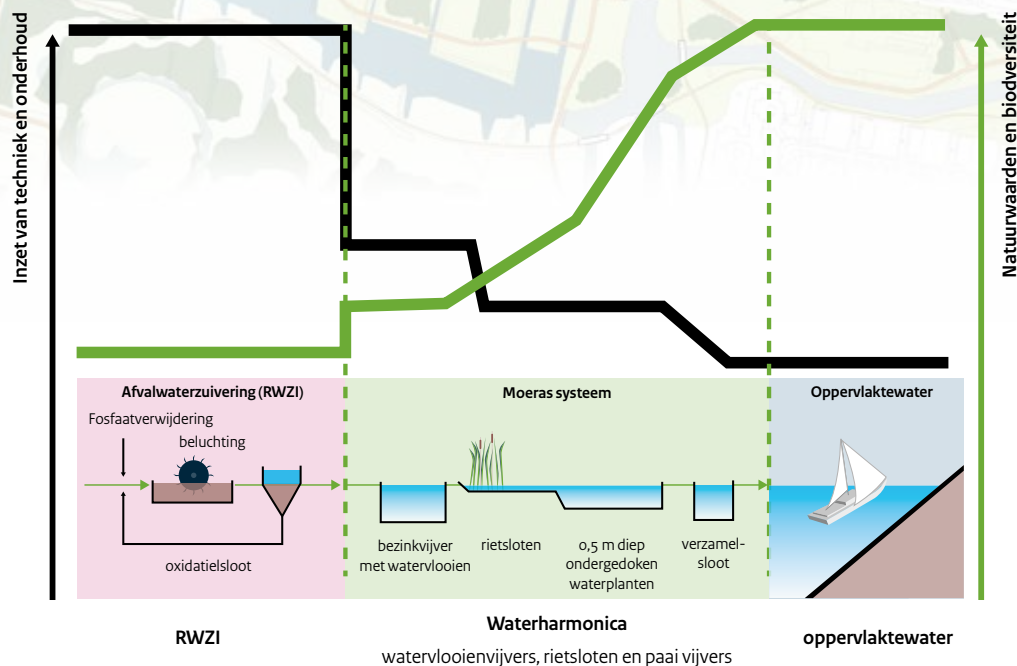 Inzet van techniek en onderhoud
Natuurwaarden en biodversiteit
Afvalwaterzuivering (RWZI)
Fosfaatverwijdering
beluchting
oxidatielsloot
Moeras systeem
bezinkvijver
met watervlooien
rietsloten
0,5 m diep
ondergedoken
waterplanten
verzamel-
sloot
Oppervlaktewater
RWZI
Waterharmonica
watervlooienvijvers, rietsloten en paai vijvers
oppervlaktewater